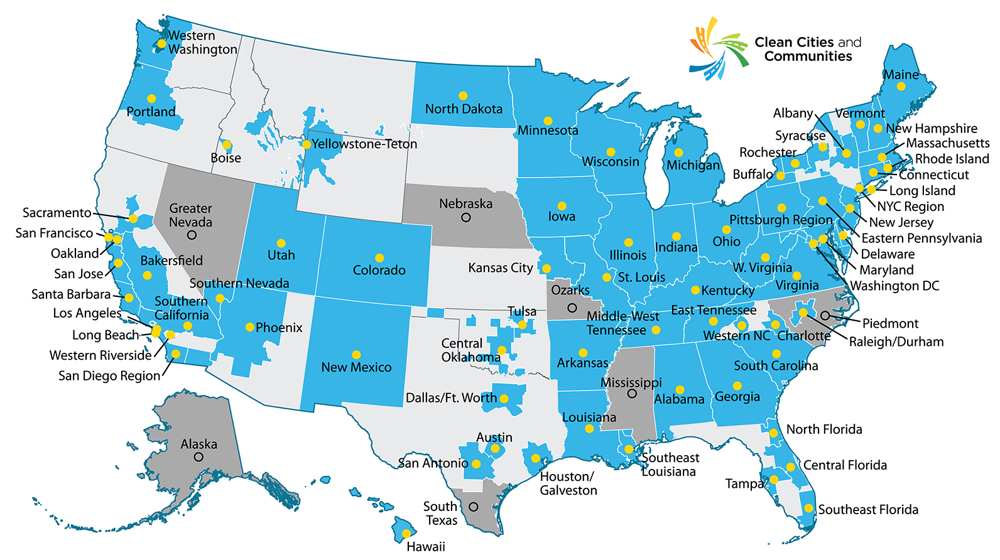 Clean Cities and
Communities
Western
Washington
Portland
Boise
Yellowstone-Teton
North Dakota
Minnesota
Wisconsin
Michigan
Maine
Albany
Vermont
Syracuse
New Hampshire
Massachusetts
Rochester
Rhode Island
Buffalo
Connecticut
Long Island
NYC Region
New Jersey
Pittsburgh Region
Eastern Pennsylvania
Delaware
Maryland
Washington DC
Sacramento
San Francisco
Oakland
San Jose
Santa Barbara
Los Angeles
Long Beach
Western Riverside
San Diego Region
Greater
Nevada
Bakersfield
Southern Nevada
Southern
California
Utah
Colorado
Phoenix
New Mexico
Nebraska
Iowa
Kansas City
Illinois
Indiana
Ohio
St. Louis
W. Virginia
Virginia
Kentucky
Ozarks
Tulsa
Central
Oklahoma
Middle-West
Tennessee
East Tennessee
Western NC
Charlotte
Piedmont
Raleigh/Durham
Arkansas
South Carolina
Mississippi
Alabama
Georgia
Dallas/Ft. Worth
Louisiana
Austin
San Antonio
Houston/
Galveston
Southeast
Louisiana
North Florida
Central Florida
Tampa
Southeast Florida
South
Texas
Alaska
Hawaii